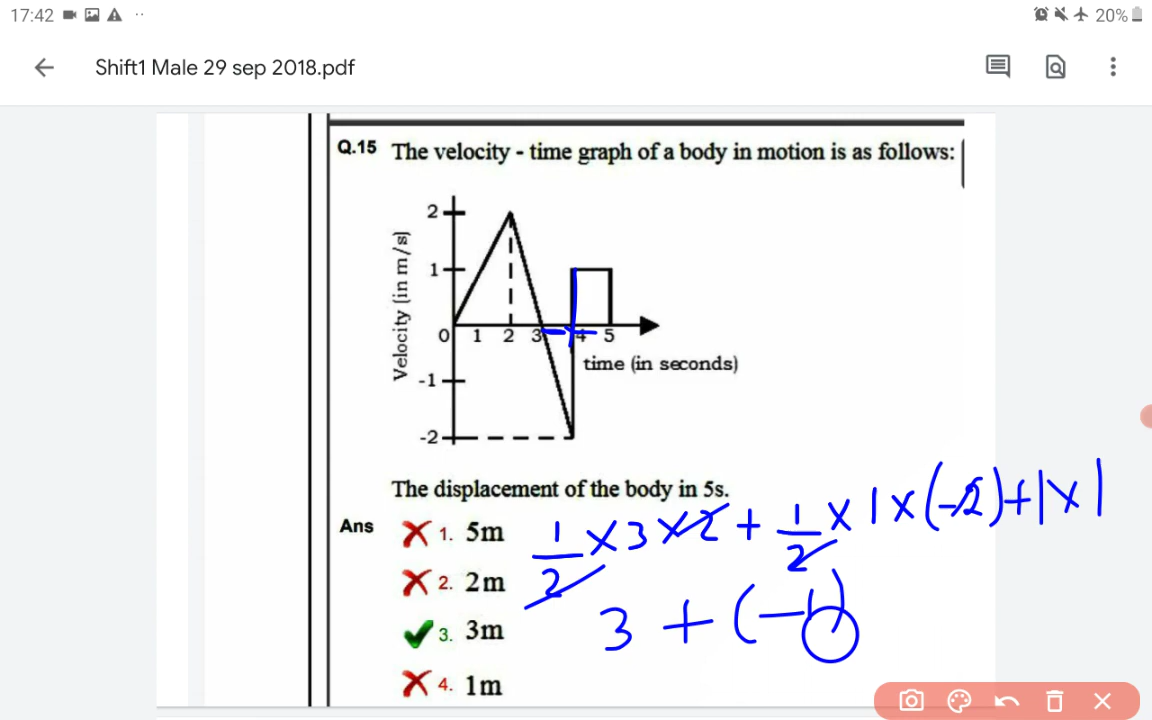 17:42
20%
Shift1 Male 29 sep 2018.pdf
Q.15 The velocity - time graph of a body in motion is as follows:
Velocity (in m/s)
2
1
0 1 2 3 4 5
time (in seconds)
-1
-2
The displacement of the body in 5s.
Ans
1. 5m
2. 2m
3. 3m
4. 1m
1/2 × 3 × 2 + 1/2 × 1 × (-2) + 1 × 1
3 + (-1)